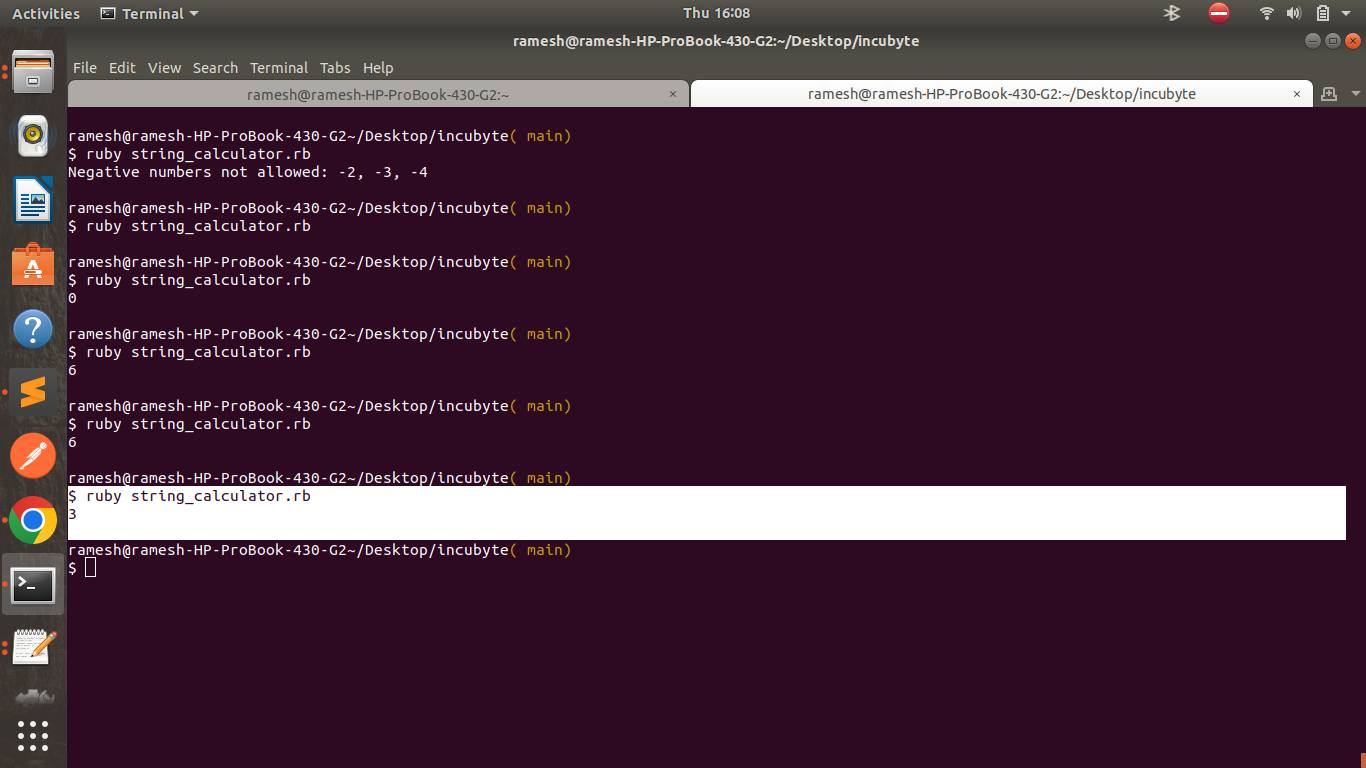 Activities Terminal Thu 16:08
ramesh@ramesh-HP-ProBook-430-G2:~/Desktop/incubyte
File Edit View Search Terminal Tabs Help
ramesh@ramesh-HP-ProBook-430-G2:~ × ramesh@ramesh-HP-ProBook-430-G2:~/Desktop/incubyte ×
ramesh@ramesh-HP-ProBook-430-G2~/Desktop/incubyte( main)
$ ruby string_calculator.rb
Negative numbers not allowed: -2, -3, -4
ramesh@ramesh-HP-ProBook-430-G2~/Desktop/incubyte( main)
$ ruby string_calculator.rb
ramesh@ramesh-HP-ProBook-430-G2~/Desktop/incubyte( main)
$ ruby string_calculator.rb
0
ramesh@ramesh-HP-ProBook-430-G2~/Desktop/incubyte( main)
$ ruby string_calculator.rb
6
ramesh@ramesh-HP-ProBook-430-G2~/Desktop/incubyte( main)
$ ruby string_calculator.rb
6
ramesh@ramesh-HP-ProBook-430-G2~/Desktop/incubyte( main)
$ ruby string_calculator.rb
3
ramesh@ramesh-HP-ProBook-430-G2~/Desktop/incubyte( main)
$